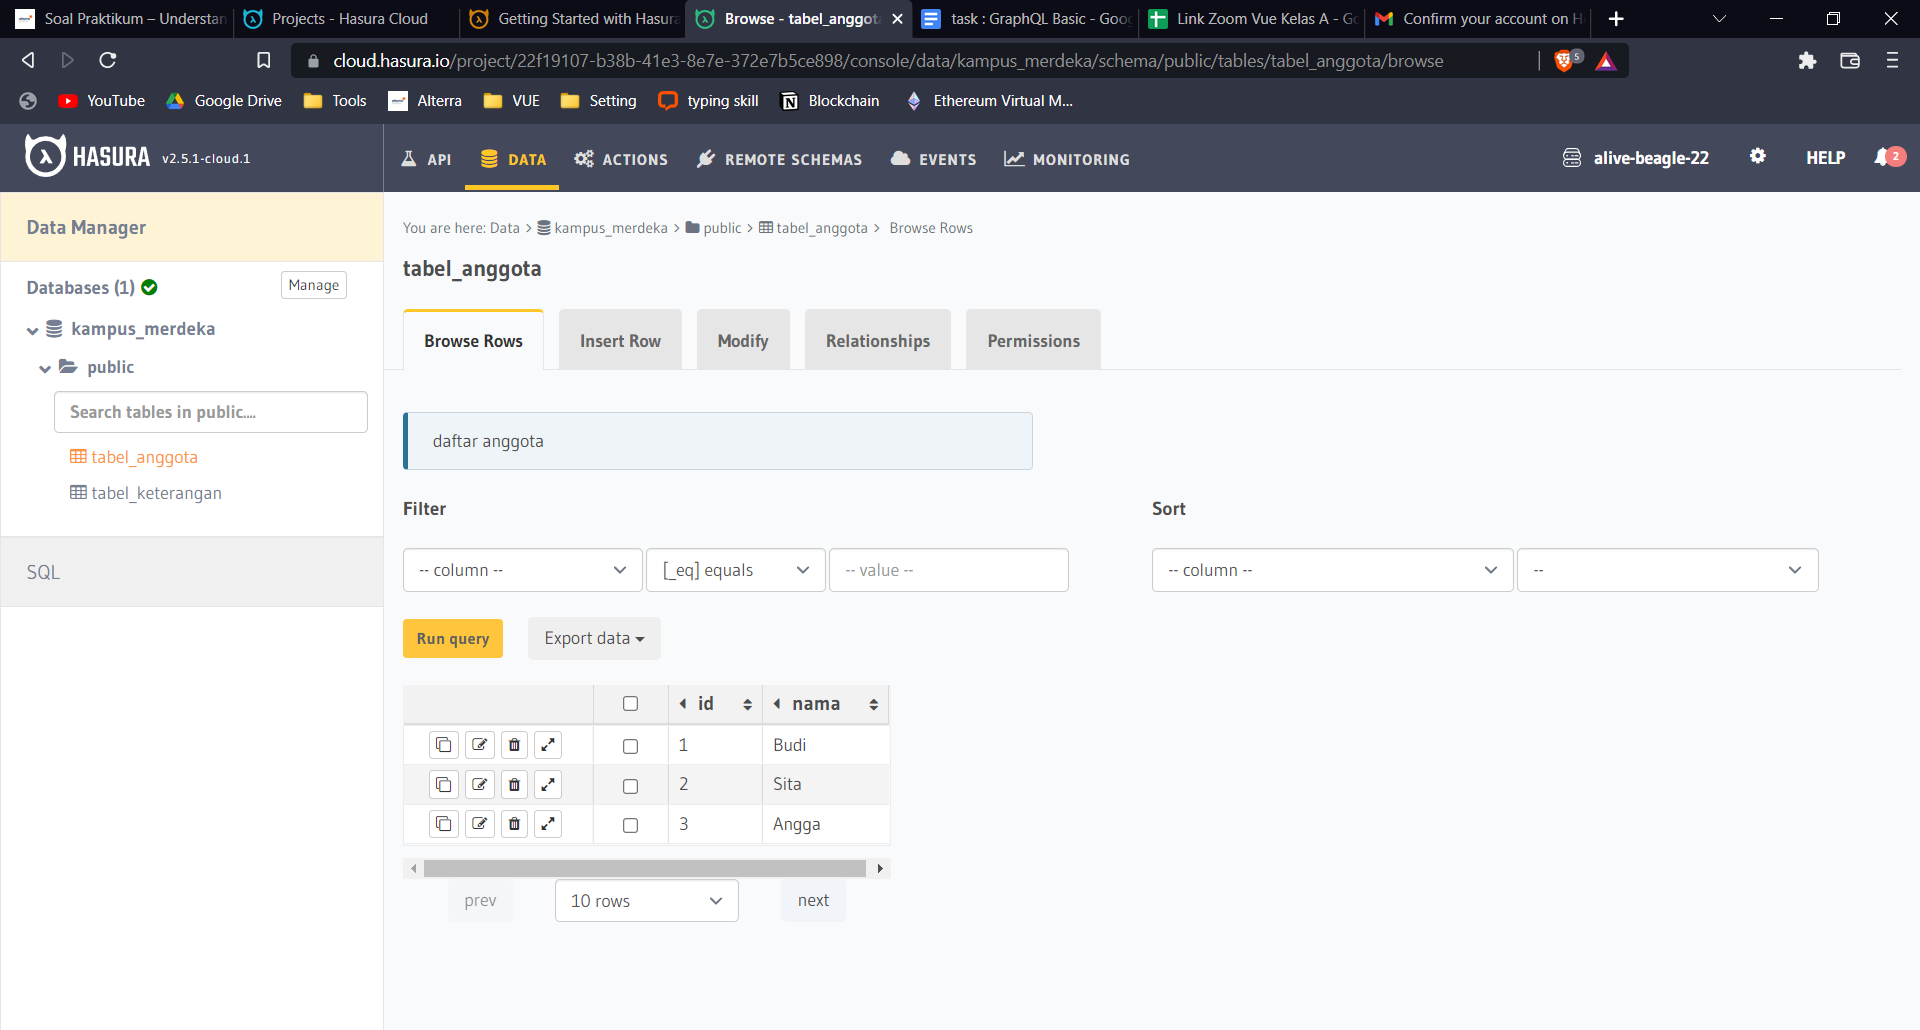 Soal Praktikum – Understan
Projects - Hasura Cloud
Getting Started with Hasura
Browse - tabel_anggota
task : GraphQL Basic - Goog
Link Zoom Vue Kelas A - Go
Confirm your account on H
cloud.hasura.io/project/22f19107-b38b-41e3-8e7e-372e7b5ce898/console/data/kampus_merdeka/schema/public/tables/tabel_anggota/browse
5
YouTube
Google Drive
Tools
Alterra
VUE
Setting
typing skill
Blockchain
Ethereum Virtual M...
HASURA v2.5.1-cloud.1
API
DATA
ACTIONS
REMOTE SCHEMAS
EVENTS
MONITORING
alive-beagle-22
HELP
2
Data Manager
Databases (1)
Manage
kampus_merdeka
public
Search tables in public....
tabel_anggota
tabel_keterangan
SQL
You are here: Data > kampus_merdeka > public > tabel_anggota > Browse Rows
tabel_anggota
Browse Rows
Insert Row
Modify
Relationships
Permissions
daftar anggota
Filter
Sort
-- column --
[_eq] equals
-- value --
-- column --
--
Run query
Export data
id nama
1 Budi
2 Sita
3 Angga
prev
10 rows
next